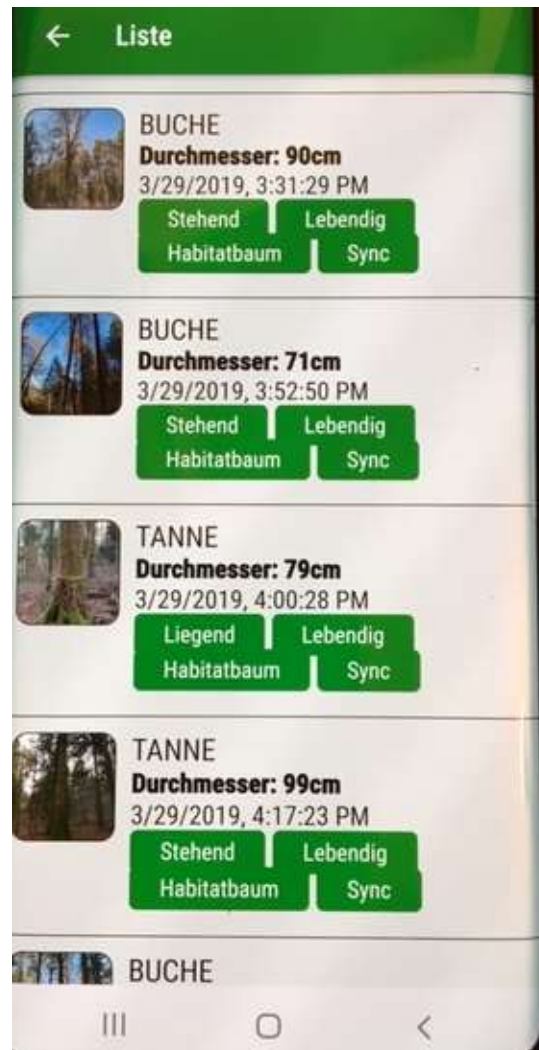 Liste
BUCHE
Durchmesser: 90cm
3/29/2019, 3:31:29 PM
Stehend Lebendig
Habitatbaum Sync
BUCHE
Durchmesser: 71cm
3/29/2019, 3:52:50 PM
Stehend Lebendig
Habitatbaum Sync
TANNE
Durchmesser: 79cm
3/29/2019, 4:00:28 PM
Liegend Lebendig
Habitatbaum Sync
TANNE
Durchmesser: 99cm
3/29/2019, 4:17:23 PM
Stehend Lebendig
Habitatbaum Sync
BUCHE